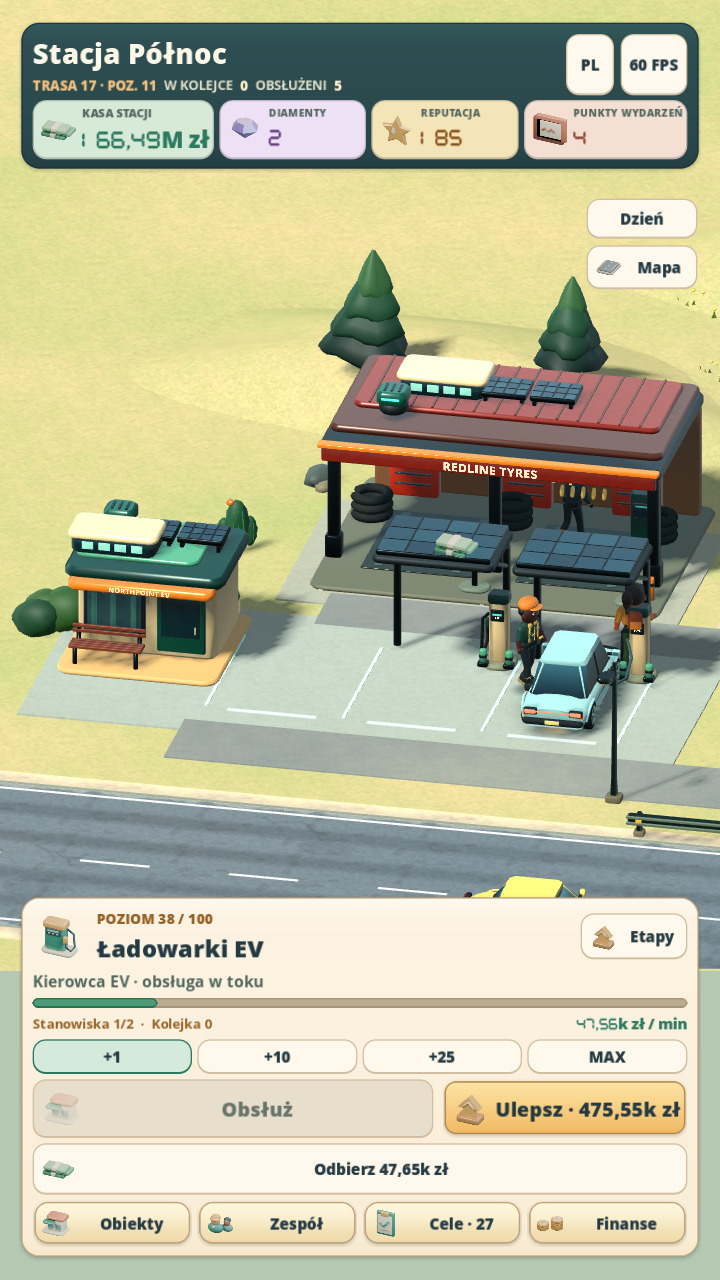 Stacja Północ
PL
60 FPS
TRASA 17 · POZ. 11 W KOLEJCE 0 OBSŁUŻENI 5
KASA STACJI
166,49M zł
DIAMENTY
2
REPUTACJA
185
PUNKTY WYDARZEŃ
4
Dzień
Mapa
REDLINE TYRES
NORTHPOINT EV
POZIOM 38 / 100
Ładowarki EV
Etapy
Kierowca EV · obsługa w toku
Stanowiska 1/2 · Kolejka 0
47,56k zł / min
+1
+10
+25
MAX
Obsłuż
Ulepsz · 475,55k zł
Odbierz 47,65k zł
Obiekty
Zespół
Cele · 27
Finanse